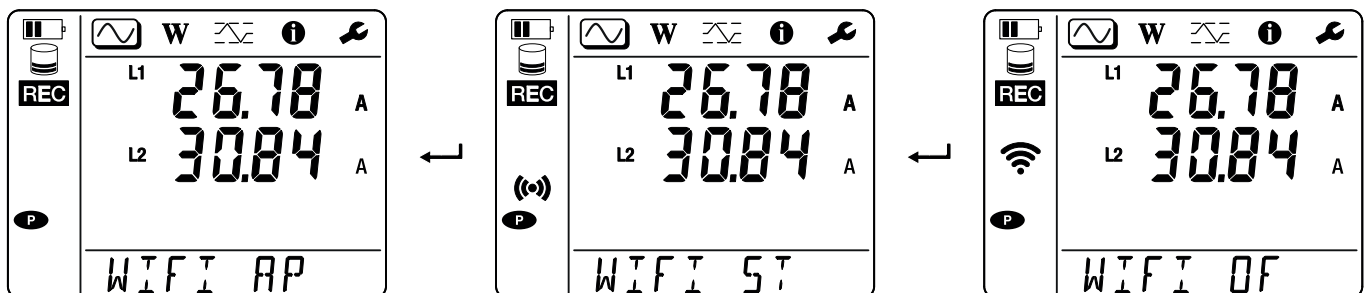 W
REC
L1 26.78 A
L2 30.84 A
P
WIFI AP
W
REC
L1 26.78 A
L2 30.84 A
P
WIFI ST
W
REC
L1 26.78 A
L2 30.84 A
P
WIFI OF